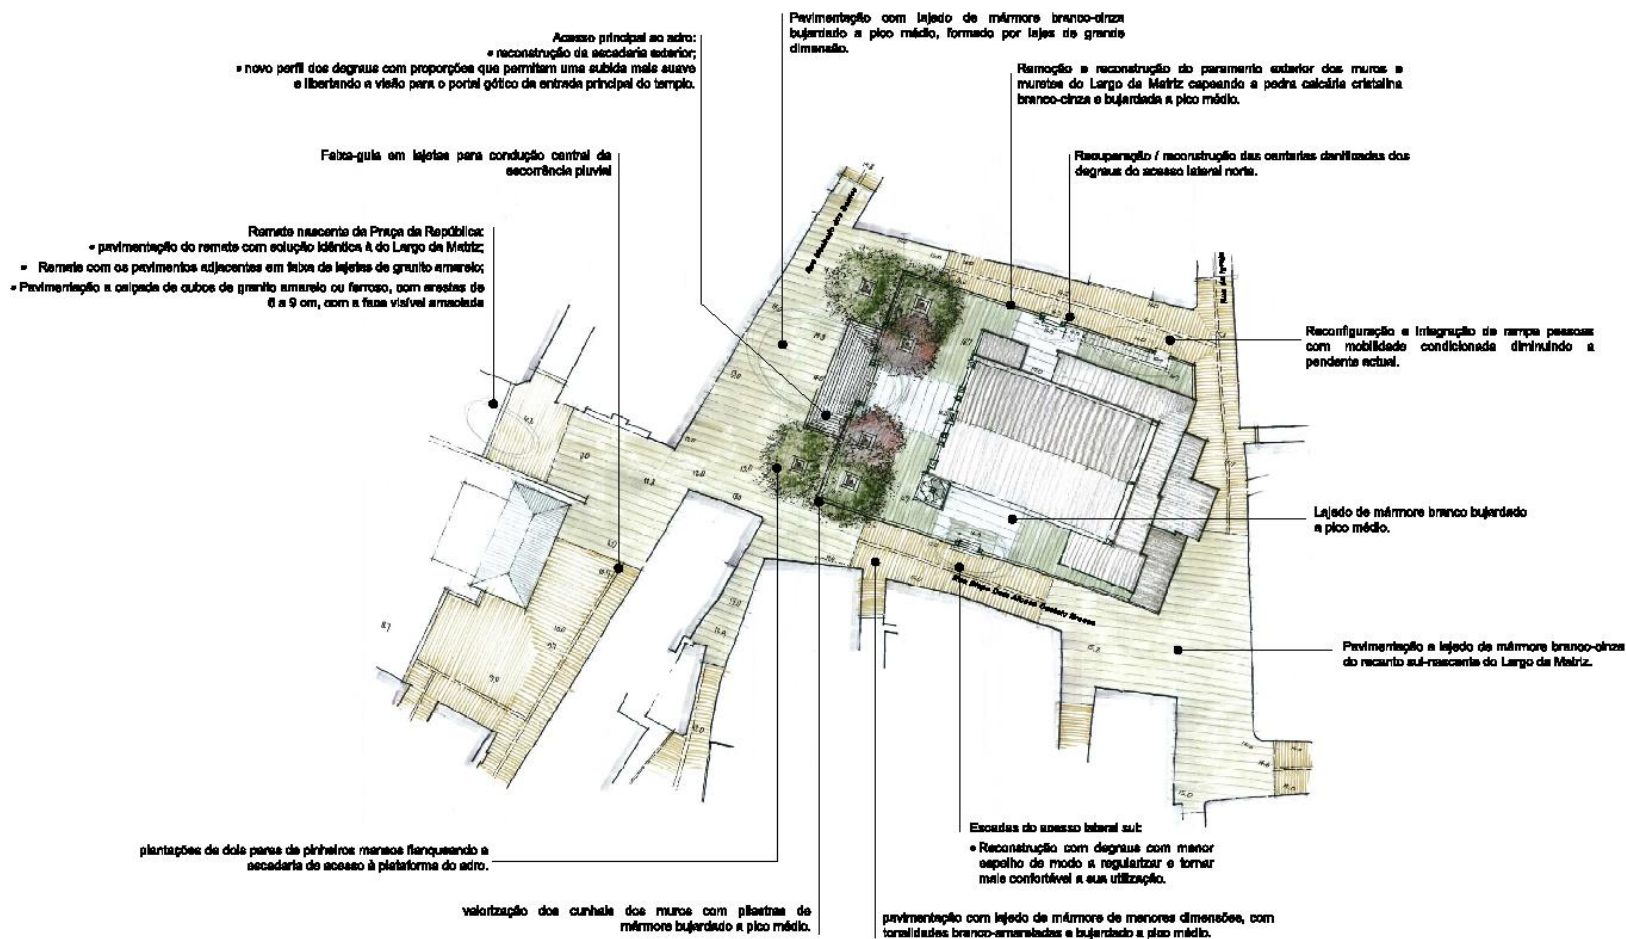 Pavimentação com lajedo de mármore branco-cinza
bujardado a pico médio, formado por lajes de grande
dimensão.
Acesso principal ao adro:
• reconstrução da escadaria exterior;
• novo perfil dos degraus com proporções que permitam uma subida mais suave
e libertando a visão para o portal gótico da entrada principal do templo.
Remoção e reconstrução do paramento exterior dos muros e
muretes do Largo da Matriz capeando a pedra calcária cristalina
branco-cinza e bujardada a pico médio.
Faixa-guia em lajetas para condução central da
escorrência pluvial
Recuperação / reconstrução das cantarias danificadas dos
degraus do acesso lateral norte.
Remate nascente da Praça da República:
• pavimentação do remate com solução idêntica à do Largo da Matriz;
• Remate com os pavimentos adjacentes em faixa de lajetas de granito amarelo;
• Pavimentação a calçada de cubos de granito amarelo ou ferroso, com arestas de
6 a 9 cm, com a face visível amaciada
Reconfiguração e integração de rampa pessoas
com mobilidade condicionada diminuindo a
pendente actual.
Lajedo de mármore branco bujardado
a pico médio.
Pavimentação a lajedo de mármore branco-cinza
do recanto sul-nascente do Largo da Matriz.
Escadas do acesso lateral sul:
• Reconstrução com degraus com menor
espelho de modo a regularizar e tornar
mais confortável a sua utilização.
plantações de dois pares de pinheiros mansos flanqueando a
escadaria de acesso à plataforma do adro.
valorização dos cunhais dos muros com pilastras de
mármore bujardado a pico médio.
pavimentação com lajedo de mármore de menores dimensões, com
tonalidades branco-amareladas e bujardado a pico médio.